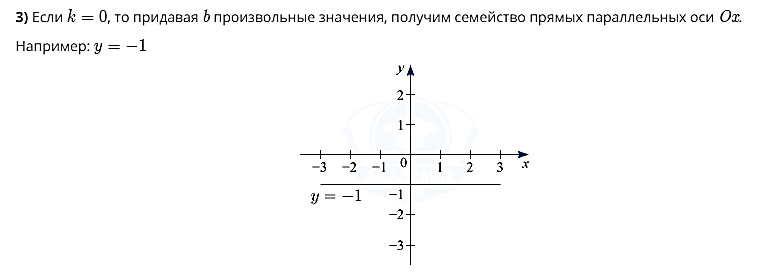 3) Если k = 0, то придавая b произвольные значения, получим семейство прямых параллельных оси Ox.
Например: y = −1
y
2
1
−3 −2 −1 0 1 2 3 x
y = −1 −1
−2
−3